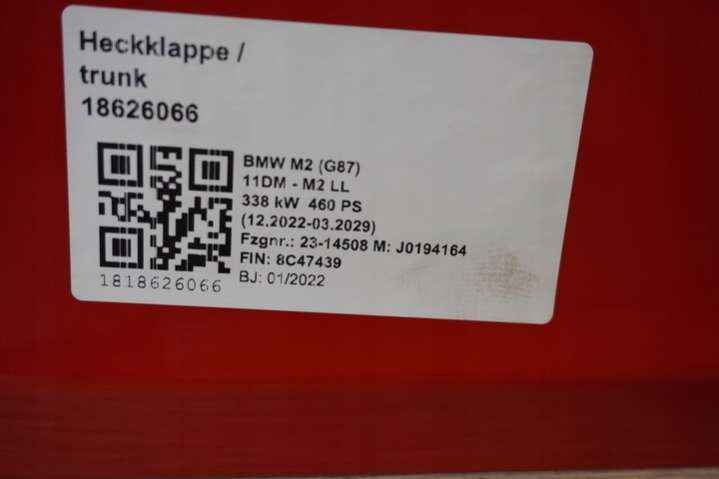 Heckklappe /
trunk
18626066
BMW M2 (G87)
11DM - M2 LL
338 kW 460 PS
(12.2022-03.2029)
Fzgnr.: 23-14508 M: J0194164
FIN: 8C47439
BJ: 01/2022
1818626066